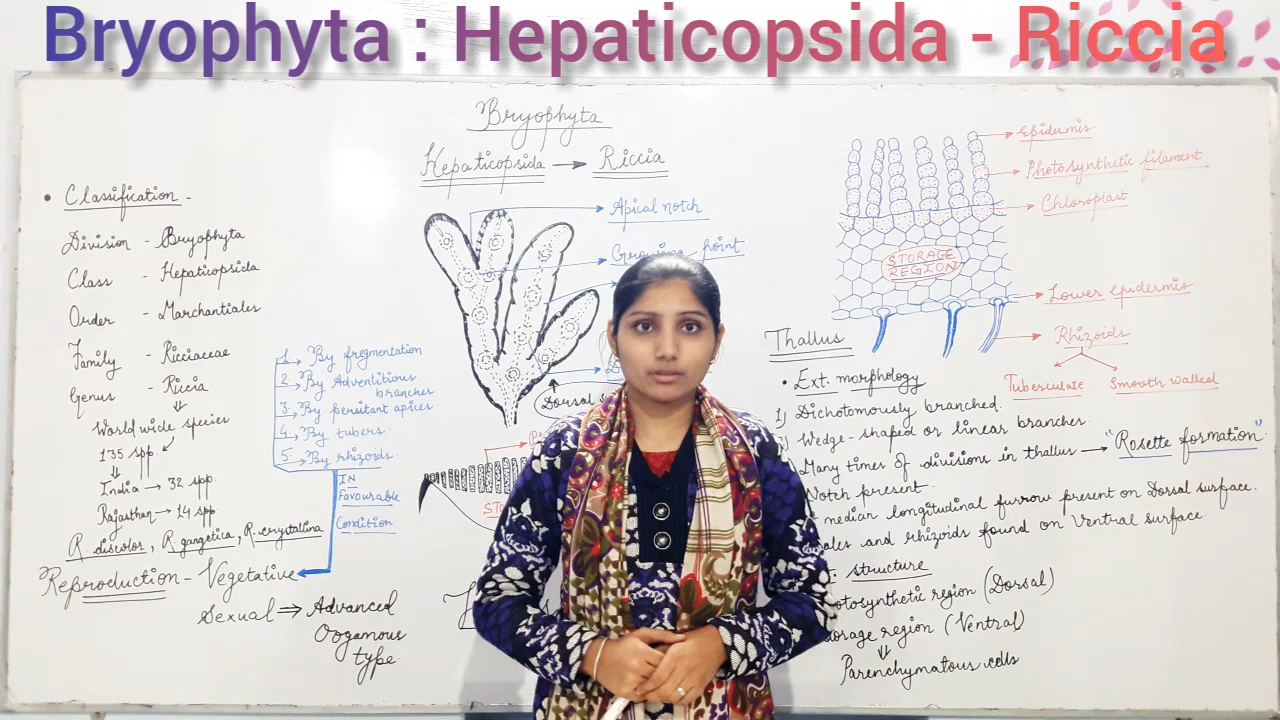 Bryophyta : Hepaticopsida - Riccia
Bryophyta
Hepaticopsida → Riccia
• Classification -
Division - Bryophyta
Class - Hepaticopsida
Order - Marchantiales
Family - Ricciaceae
Genus - Riccia
⇓
World wide species
135 spp.
⇓
India → 32 spp.
Rajasthan → 14 spp
R. discolor, R. gangetica, R. crystallina
Reproduction - Vegetative
Sexual ⇒ Advanced
Oogamous
type
1 → By fregmentation.
2 → By Adventitious
branches
3 → By persitant apices.
4 → By tubers.
5 → By rhizoids.
IN
Favourable
Condition
Apical notch
Growing point
Dorsal
Epidermis
Photosynthetic filament
Chloroplast
STORAGE
REGION
Lower epidermis
Rhizoids
Tuberculate
Smooth walled
Thallus
• Ext. morphology
1) Dichotomously branched.
2) Wedge-shaped or linear branches.
Many times of divisions in thallus → "Rosette formation"
Notch present.
median longitudinal furrow present on Dorsal surface.
and rhizoids found on Ventral surface.
structure
region (Dorsal)
region (Ventral)
⇓
Parenchymatous cells